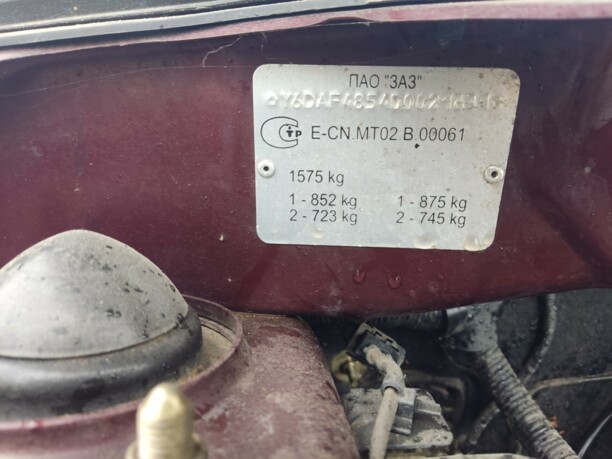 ПАО "ЗАЗ"
СТР E-CN.MT02.B.00061
1575 kg
1 - 852 kg 1 - 875 kg
2 - 723 kg 2 - 745 kg